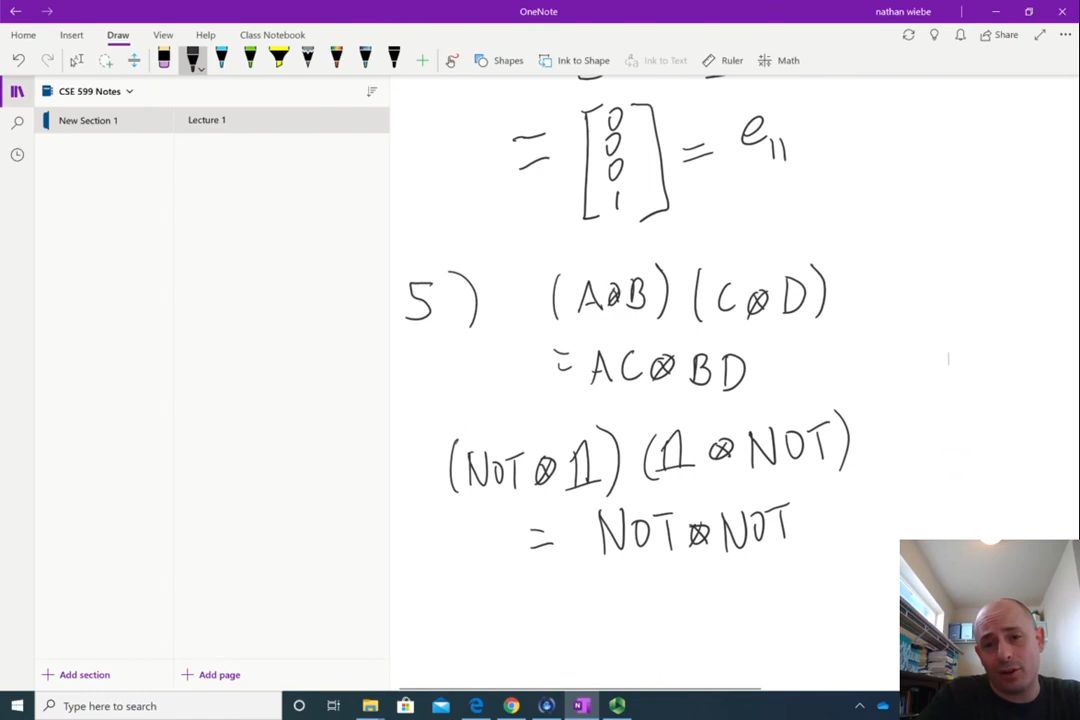 OneNote
nathan wiebe
Home Insert Draw View Help Class Notebook
Share
Shapes Ink to Shape Ink to Text Ruler Math
CSE 599 Notes
New Section 1
Lecture 1
= [0 0 0 1] = e₁₁
5) (A⊗B) (C⊗D)
= AC⊗BD
(NOT⊗𝟙) (𝟙⊗NOT)
= NOT⊗NOT
+ Add section
+ Add page
Type here to search